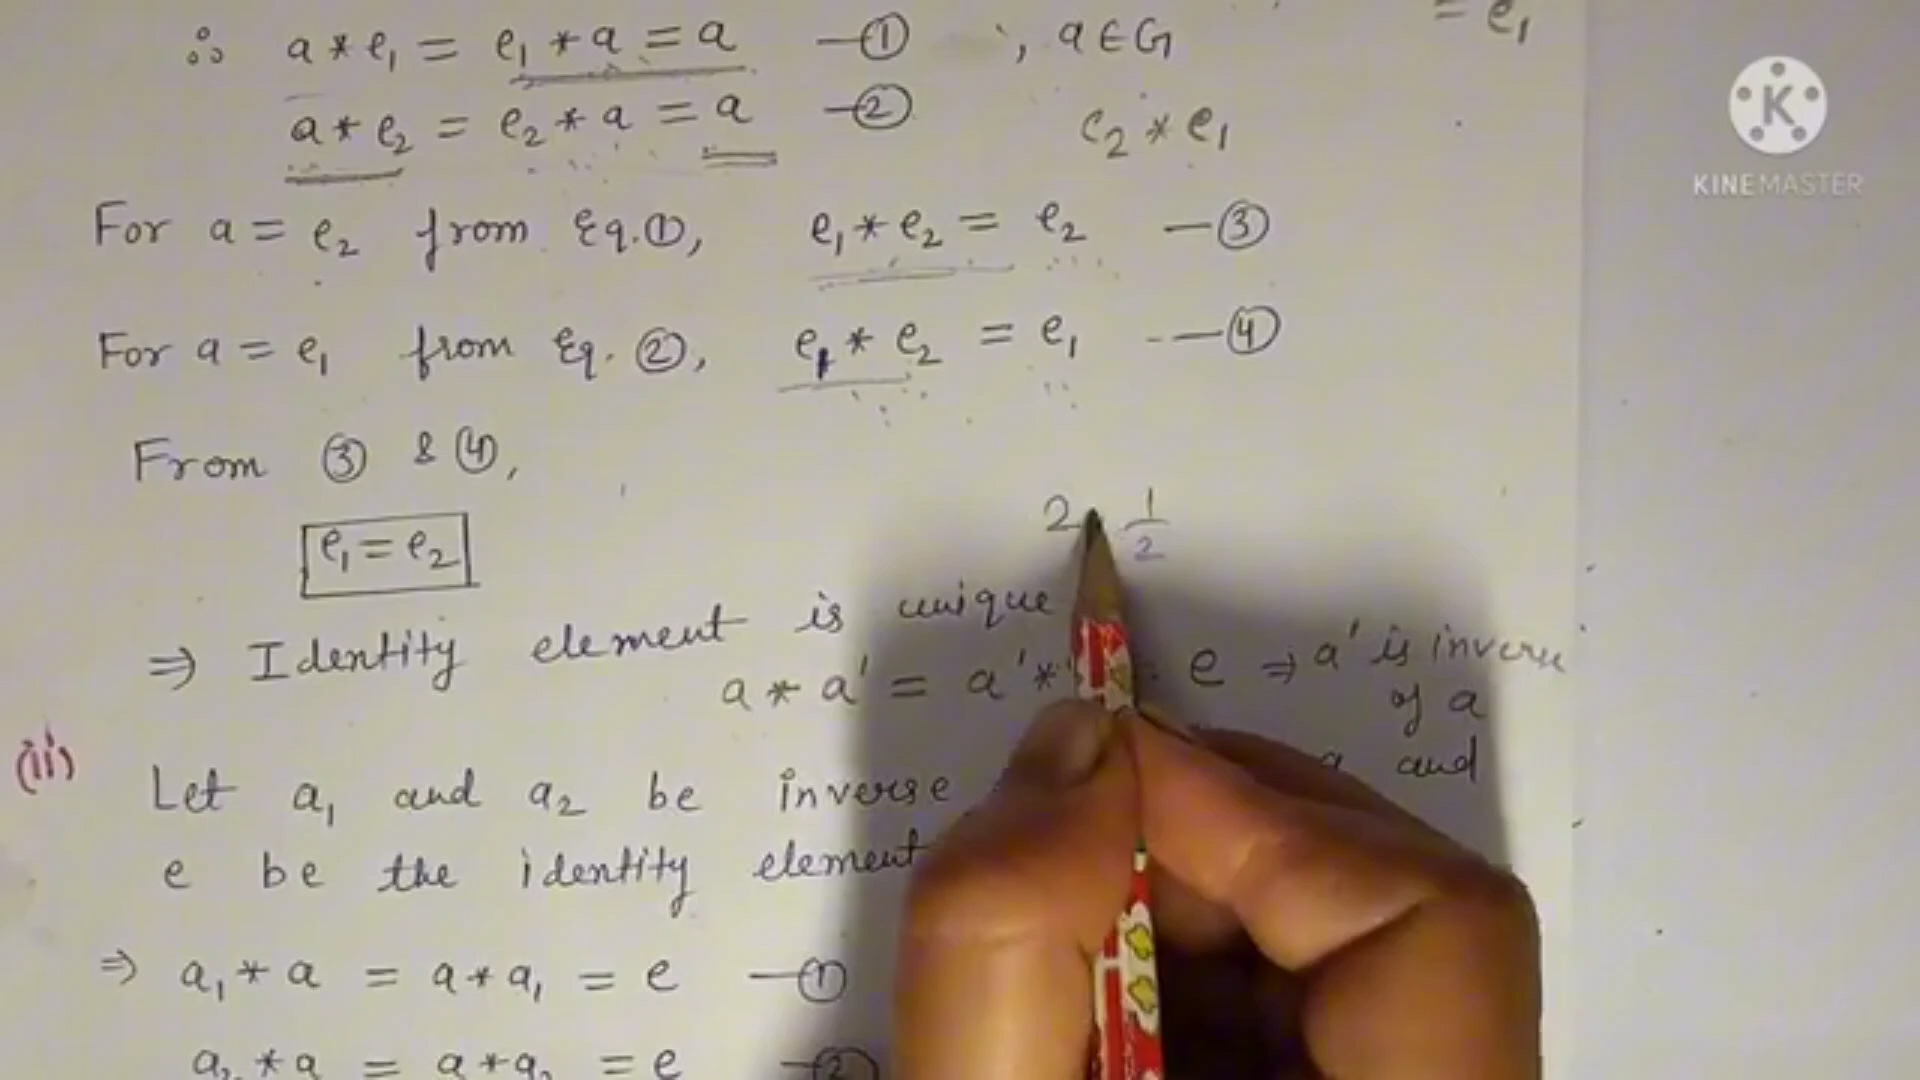 = e₁
∴ a * e₁ = e₁ * a = a —① , a ∈ G
a * e₂ = e₂ * a = a —②
e₂ * e₁
KINEMASTER
For a = e₂ from Eq.①, e₁ * e₂ = e₂ —③
For a = e₁ from Eq. ②, e₁ * e₂ = e₁ —④
From ③ & ④,
2 1/2
e₁ = e₂
⇒ Identity element is unique
a * a' = a' * = e ⇒ a' is inverse
of a
(ii) Let a₁ and a₂ be inverse a and
e be the identity element
⇒ a₁ * a = a * a₁ = e —①
a₂ * a = a * a₂ = e —②